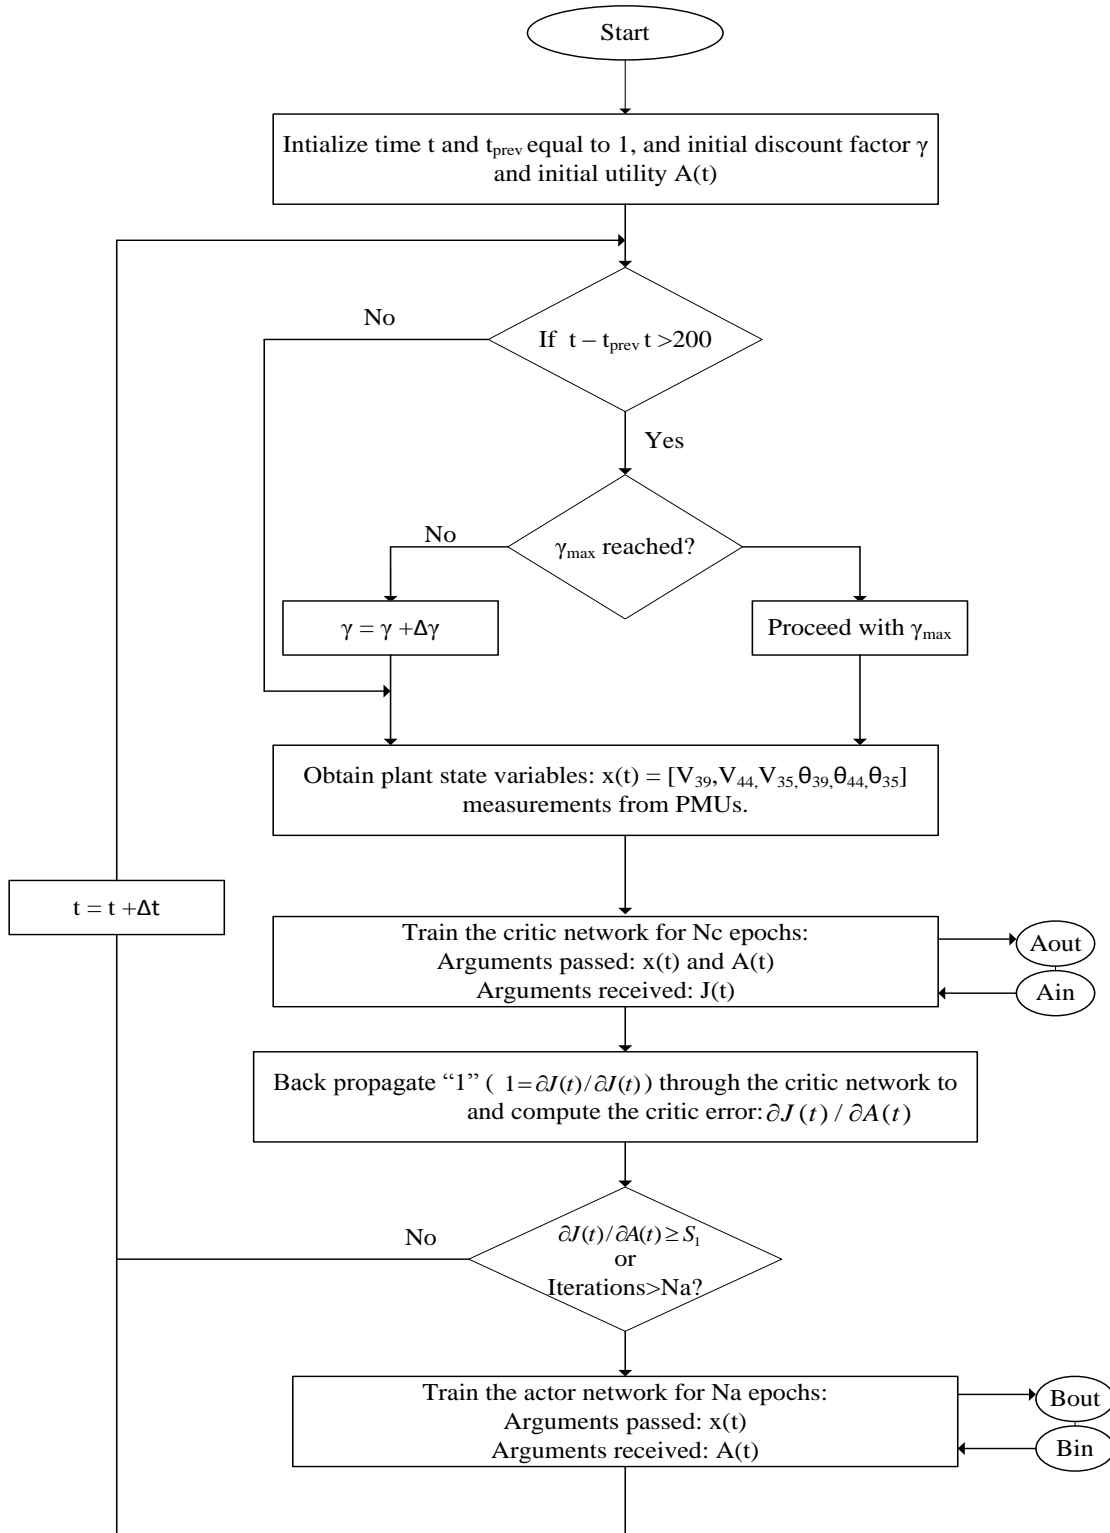 Start
Intialize time t and tprev equal to 1, and initial discount factor γ
and initial utility A(t)
No
If t – tprev t >200
Yes
No
γmax reached?
γ = γ +Δγ
Proceed with γmax
Obtain plant state variables: x(t) = [V39,V44,V35,θ39,θ44,θ35]
measurements from PMUs.
t = t +Δt
Train the critic network for Nc epochs:
Arguments passed: x(t) and A(t)
Arguments received: J(t)
Aout
Ain
Back propagate “1” ( 1=∂J(t)/∂J(t)) through the critic network to
and compute the critic error: ∂J(t) / ∂A(t)
No
∂J(t)/∂A(t) ≥ S1
or
Iterations>Na?
Train the actor network for Na epochs:
Arguments passed: x(t)
Arguments received: A(t)
Bout
Bin